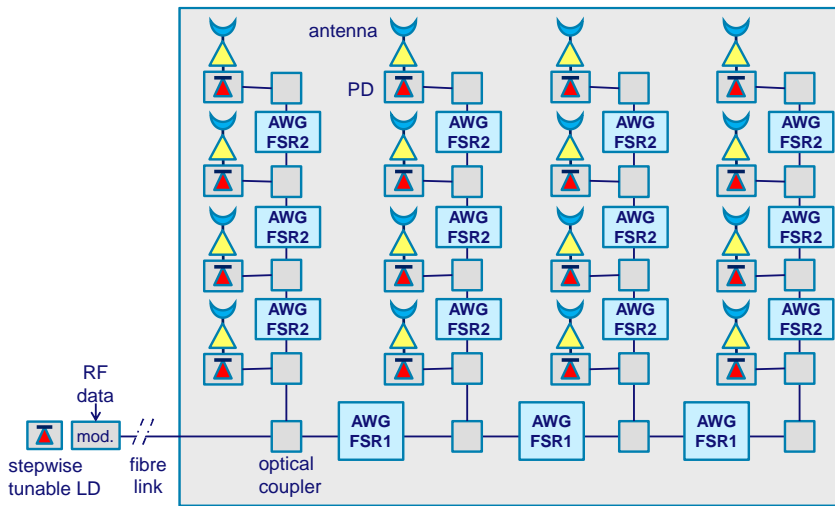 antenna
PD
AWG
FSR2
AWG
FSR2
AWG
FSR2
AWG
FSR2
AWG
FSR2
AWG
FSR2
AWG
FSR2
AWG
FSR2
AWG
FSR2
AWG
FSR2
AWG
FSR2
AWG
FSR2
RF
data
mod.
AWG
FSR1
AWG
FSR1
AWG
FSR1
stepwise
tunable LD
fibre
link
optical
coupler